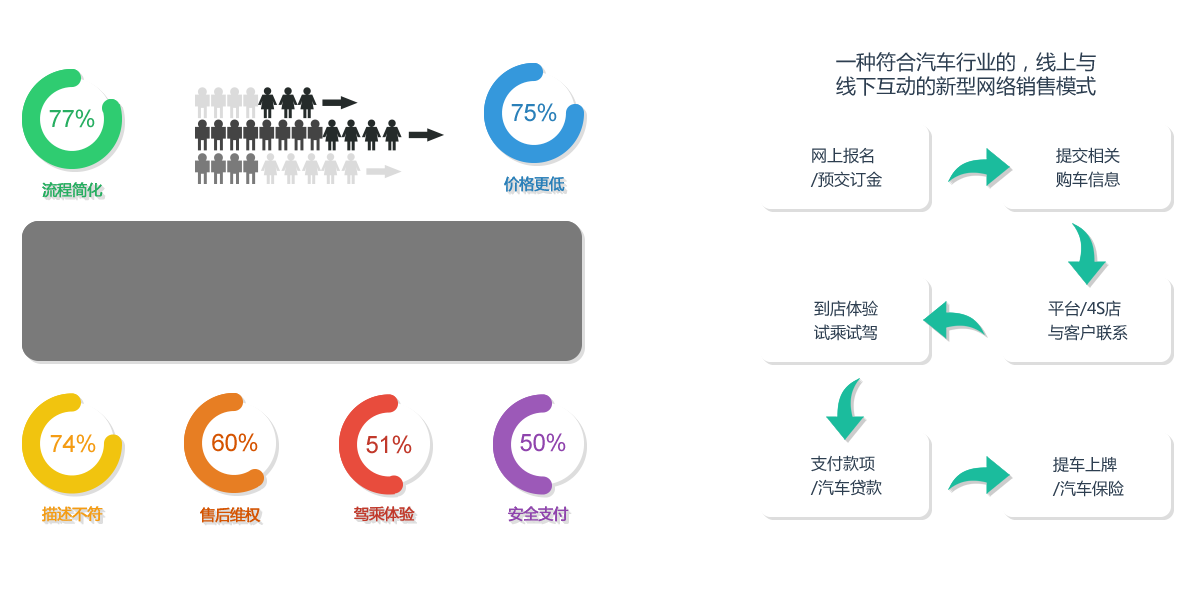 77%
流程简化
75%
价格更低
74%
描述不符
60%
售后维权
51%
驾乘体验
50%
安全支付
一种符合汽车行业的，线上与
线下互动的新型网络销售模式
网上报名
/预交订金
提交相关
购车信息
平台/4S店
与客户联系
到店体验
试乘试驾
支付款项
/汽车贷款
提车上牌
/汽车保险